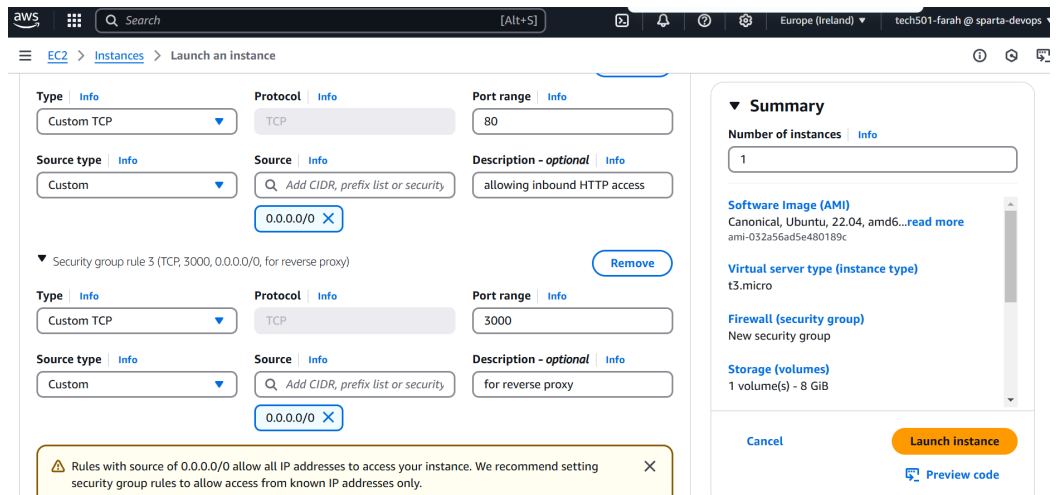 aws
Search [Alt+S] Europe (Ireland) tech501-farah @ sparta-devops
EC2 > Instances > Launch an instance
Type Info Protocol Info Port range Info
Custom TCP TCP 80
Source type Info Source Info Description - optional Info
Custom Add CIDR, prefix list or security allowing inbound HTTP access
0.0.0.0/0
Security group rule 3 (TCP, 3000, 0.0.0.0/0, for reverse proxy) Remove
Type Info Protocol Info Port range Info
Custom TCP TCP 3000
Source type Info Source Info Description - optional Info
Custom Add CIDR, prefix list or security for reverse proxy
0.0.0.0/0
Rules with source of 0.0.0.0/0 allow all IP addresses to access your instance. We recommend setting
security group rules to allow access from known IP addresses only.
Summary
Number of instances Info
1
Software Image (AMI)
Canonical, Ubuntu, 22.04, amd6...read more
ami-032a56ad5e480189c
Virtual server type (instance type)
t3.micro
Firewall (security group)
New security group
Storage (volumes)
1 volume(s) - 8 GiB
Cancel Launch instance
Preview code